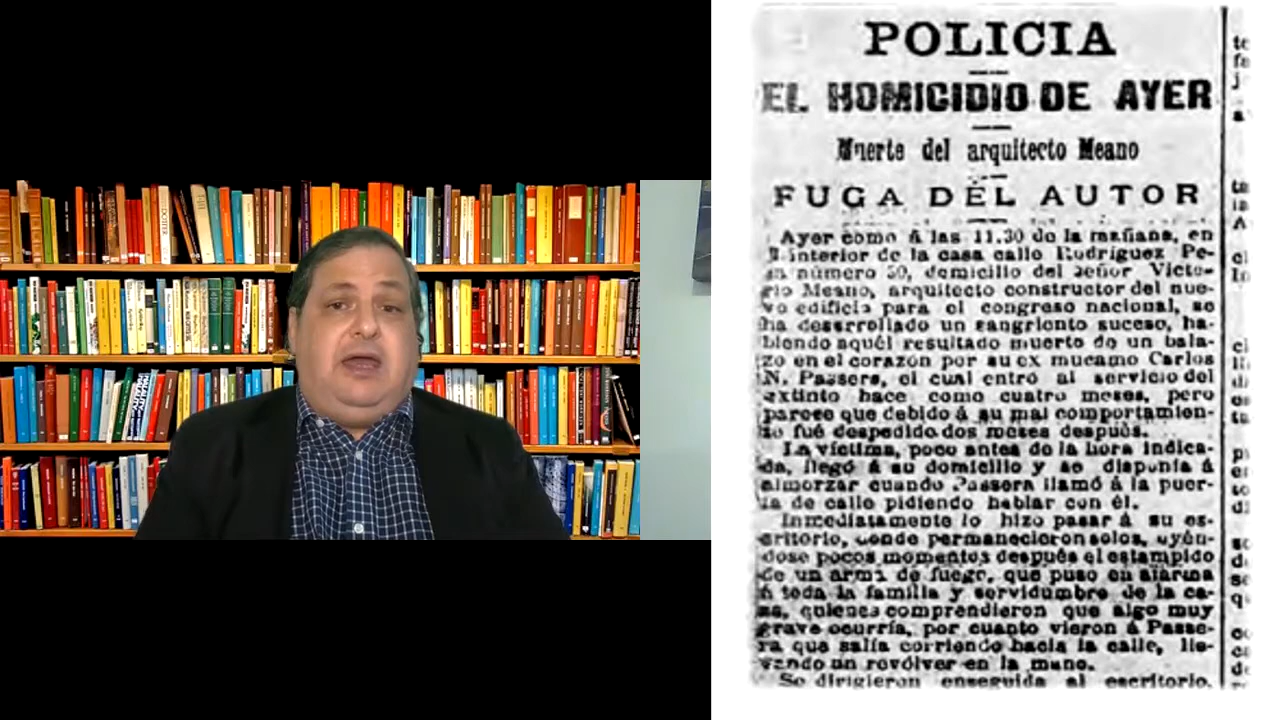 POLICIA
EL HOMICIDIO DE AYER
Muerte del arquitecto Meano
FUGA DEL AUTOR
Ayer como á las 11.30 de la mañana, en
interior de la casa calle Rodríguez Pe-
número 30, domicilio del señor Victo-
rio Meano, arquitecto constructor del nue-
vo edificio para el congreso nacional, se
ha desarrollado un sangriento suceso, ha-
biendo aquél resultado muerto de un bala-
zo en el corazón por su ex mucamo Carlos
N. Passera, el cual entró al servicio del
extinto hace como cuatro meses, pero
parece que debido á su mal comportamien-
to fué despedido dos meses después.
La víctima, poco antes de la hora indica-
da, llegó á su domicilio y se disponía á
almorzar cuando Passera llamó á la puer-
ta de calle pidiendo hablar con él.
Inmediatamente lo hizo pasar á su es-
critorio, donde permanecieron solos, oyén-
dose pocos momentos después el estampido
de un arma de fuego, que puso en alarma
á toda la familia y servidumbre de la ca-
sa, quienes comprendieron que algo muy
grave ocurría, por cuanto vieron á Passe-
ra que salía corriendo hacia la calle, lle-
vando un revólver en la mano.
Se dirigieron enseguida al escritorio,